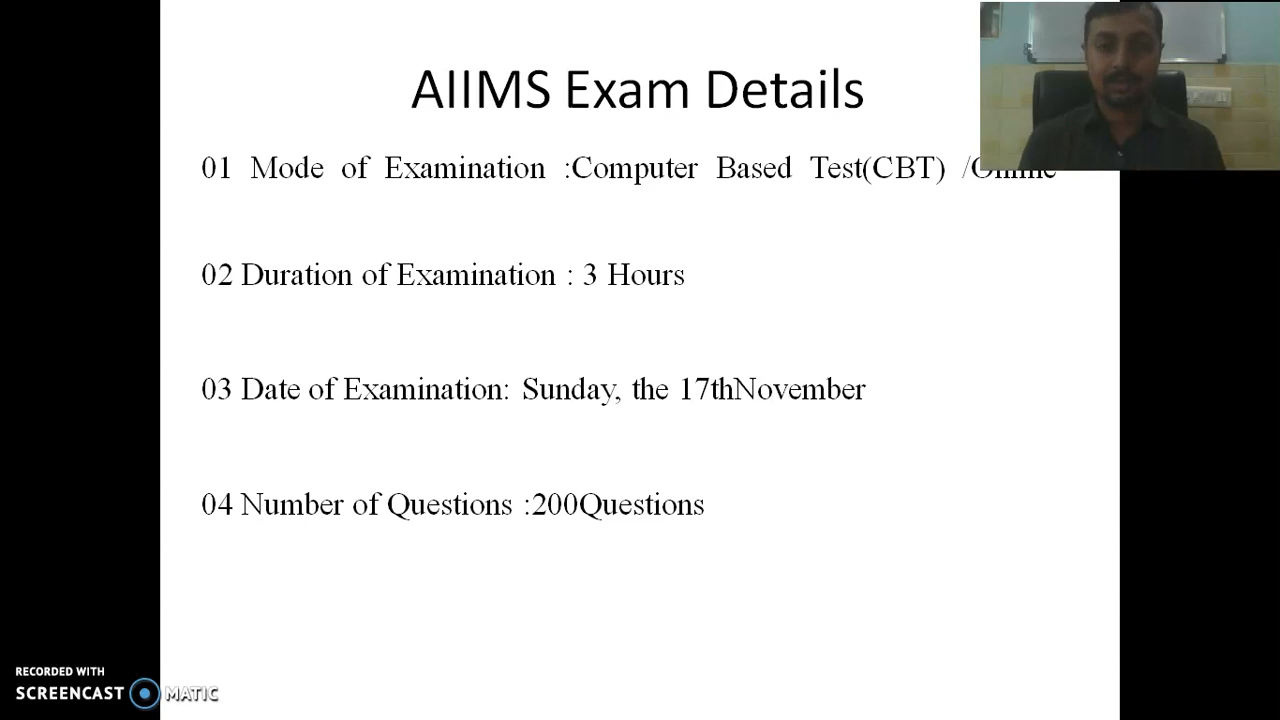 AIIMS Exam Details
01 Mode of Examination :Computer Based Test(CBT) /Online
02 Duration of Examination : 3 Hours
03 Date of Examination: Sunday, the 17thNovember
04 Number of Questions :200Questions
RECORDED WITH
SCREENCAST MATIC